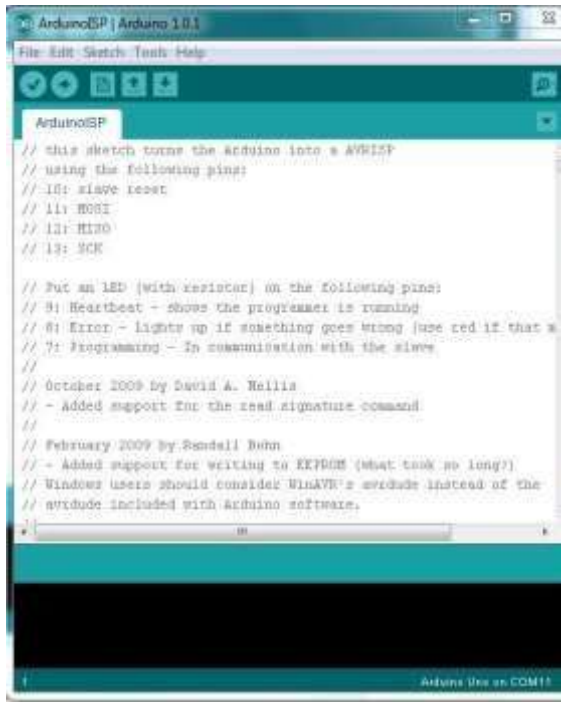 ArduinoISP | Arduino 1.0.1
File Edit Sketch Tools Help
ArduinoISP
// this sketch turns the Arduino into a AVRISP
// using the following pins:
// 10: slave reset
// 11: MOSI
// 12: MISO
// 13: SCK
// Put an LED (with resistor) on the following pins:
// 9: Heartbeat - shows the programmer is running
// 8: Error - Lights up if something goes wrong (use red if that m
// 7: Programming - In communication with the slave
//
// October 2009 by David A. Mellis
// - Added support for the read signature command
//
// February 2009 by Randall Bohn
// - Added support for writing to EEPROM (what took so long?)
// Windows users should consider WinAVR's avrdude instead of the
// avrdude included with Arduino software.
1
Arduino Uno on COM11